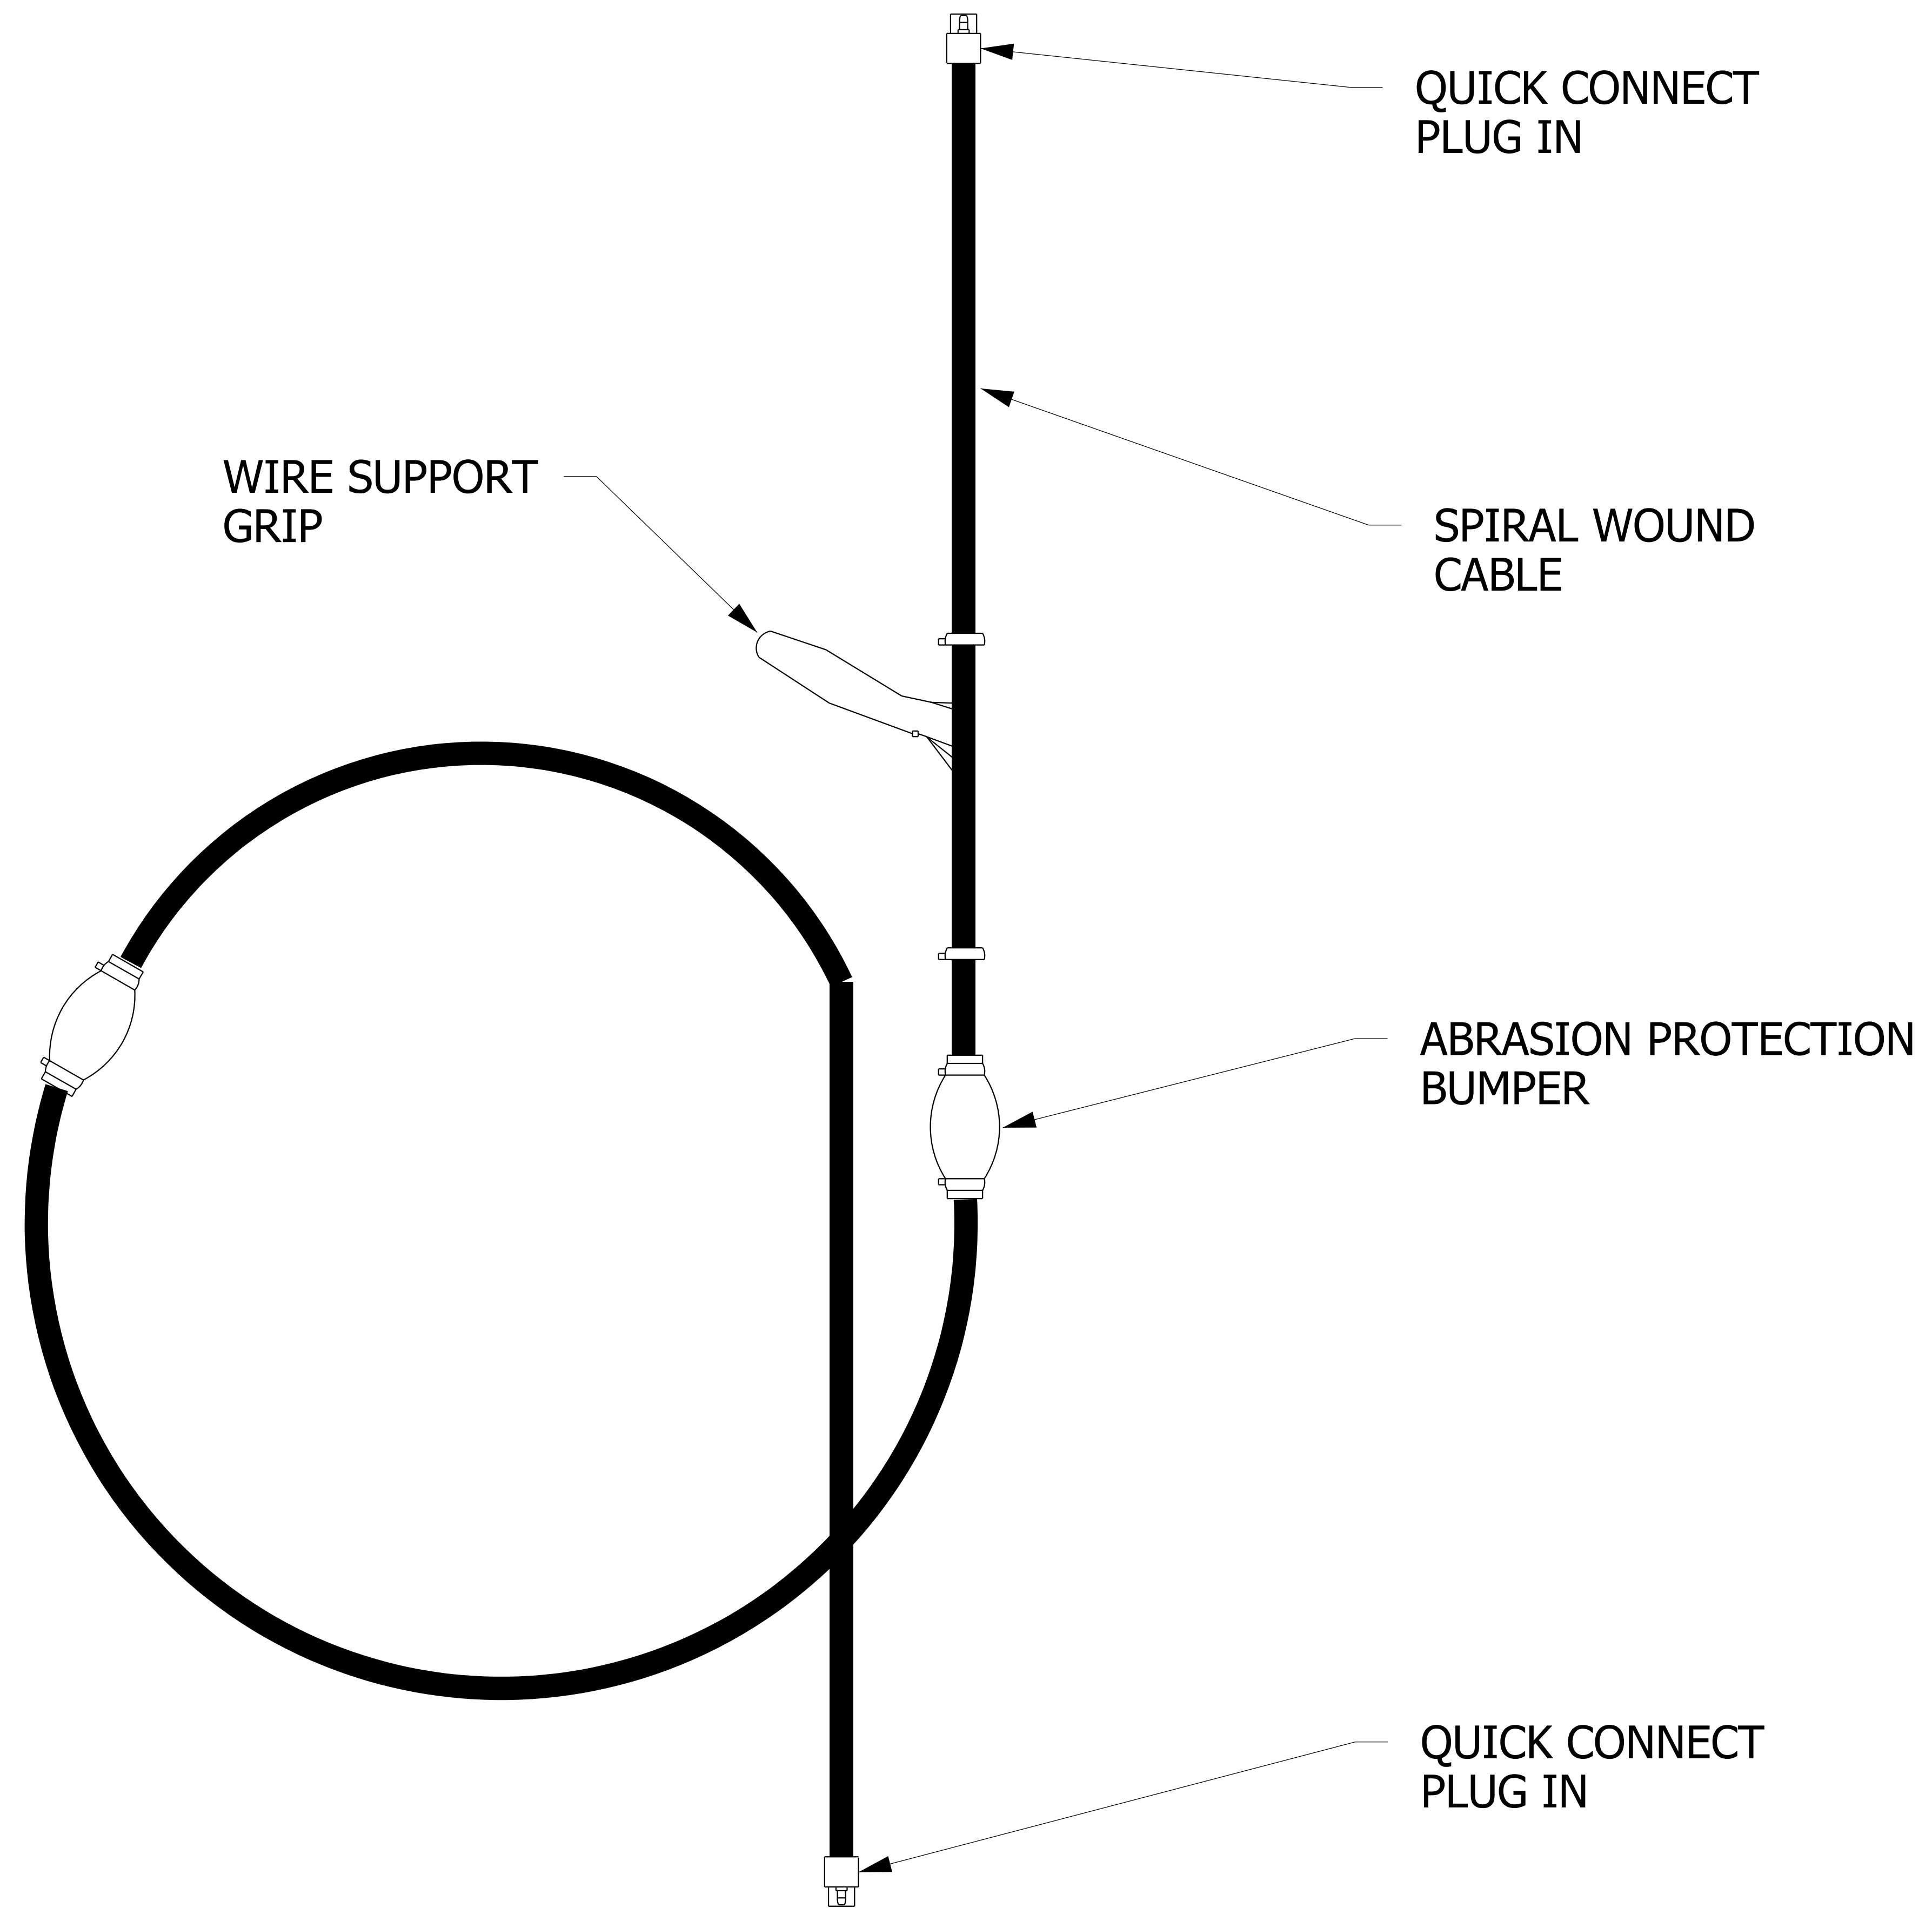 QUICK CONNECT
PLUG IN
WIRE SUPPORT
GRIP
SPIRAL WOUND
CABLE
ABRASION PROTECTION
BUMPER
QUICK CONNECT
PLUG IN